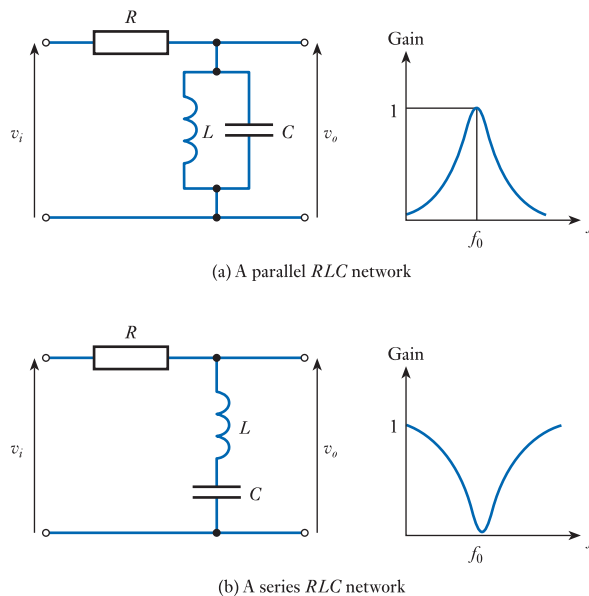 R
Gain
v_i
L
C
v_o
1
f_0
(a) A parallel RLC network
R
Gain
v_i
L
v_o
1
C
f_0
(b) A series RLC network